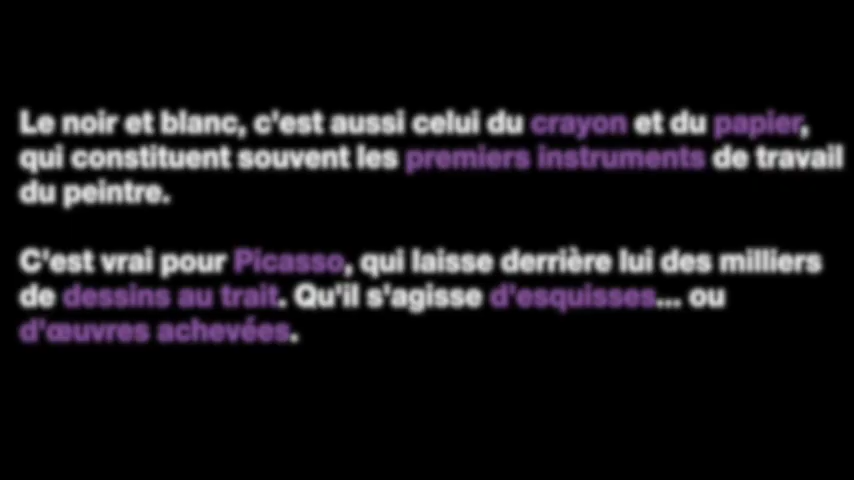 Le noir et blanc, c'est aussi celui du crayon et du papier,
qui constituent souvent les premiers instruments de travail
du peintre.
C'est vrai pour Picasso, qui laisse derrière lui des milliers
de dessins au trait. Qu'il s'agisse d'esquisses... ou
d'œuvres achevées.